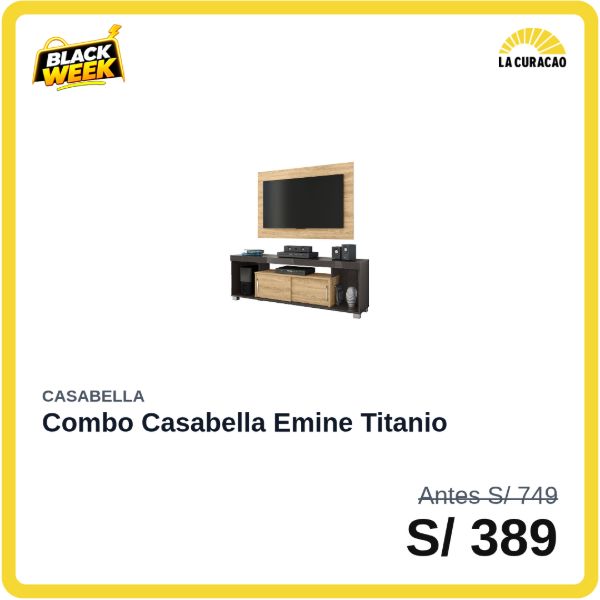 BLACK
WEEK
LA CURACAO
CASABELLA
Combo Casabella Emine Titanio
Antes S/ 749
S/ 389